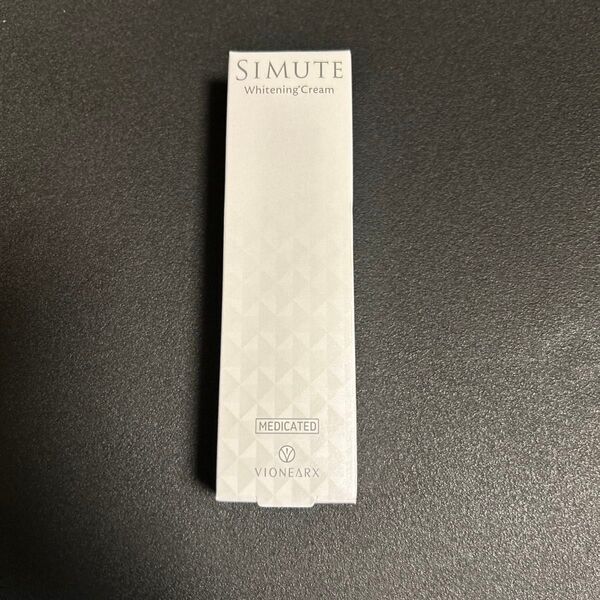 SIMUTE
Whitening*Cream
MEDICATED
VIONEARX